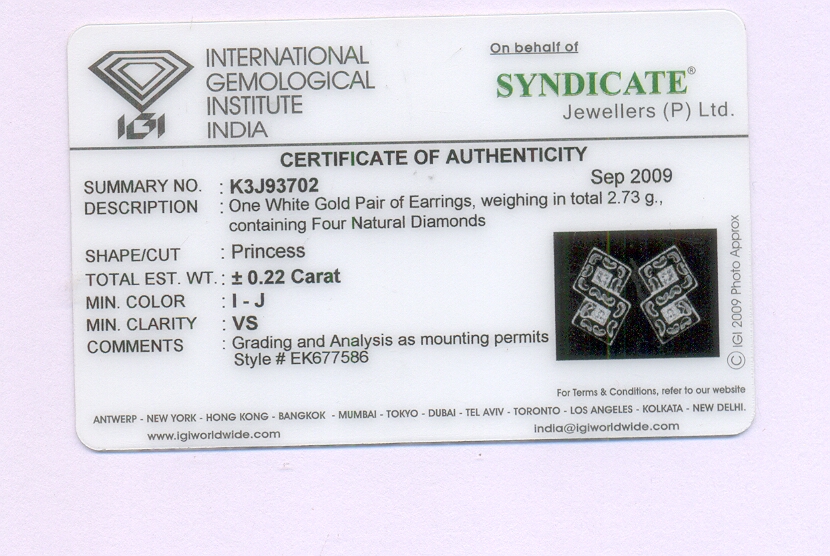 INTERNATIONAL
GEMOLOGICAL
INSTITUTE
INDIA
IGI
On behalf of
SYNDICATE®
Jewellers (P) Ltd.
CERTIFICATE OF AUTHENTICITY
Sep 2009
SUMMARY NO. : K3J93702
DESCRIPTION : One White Gold Pair of Earrings, weighing in total 2.73 g.,
containing Four Natural Diamonds
SHAPE/CUT : Princess
TOTAL EST. WT. : ± 0.22 Carat
MIN. COLOR : I - J
MIN. CLARITY : VS
COMMENTS : Grading and Analysis as mounting permits
Style # EK677586
© IGI 2009 Photo Approx
For Terms & Conditions, refer to our website
ANTWERP - NEW YORK - HONG KONG - BANGKOK - MUMBAI - TOKYO - DUBAI - TEL AVIV - TORONTO - LOS ANGELES - KOLKATA - NEW DELHI.
www.igiworldwide.com
india@igiworldwide.com